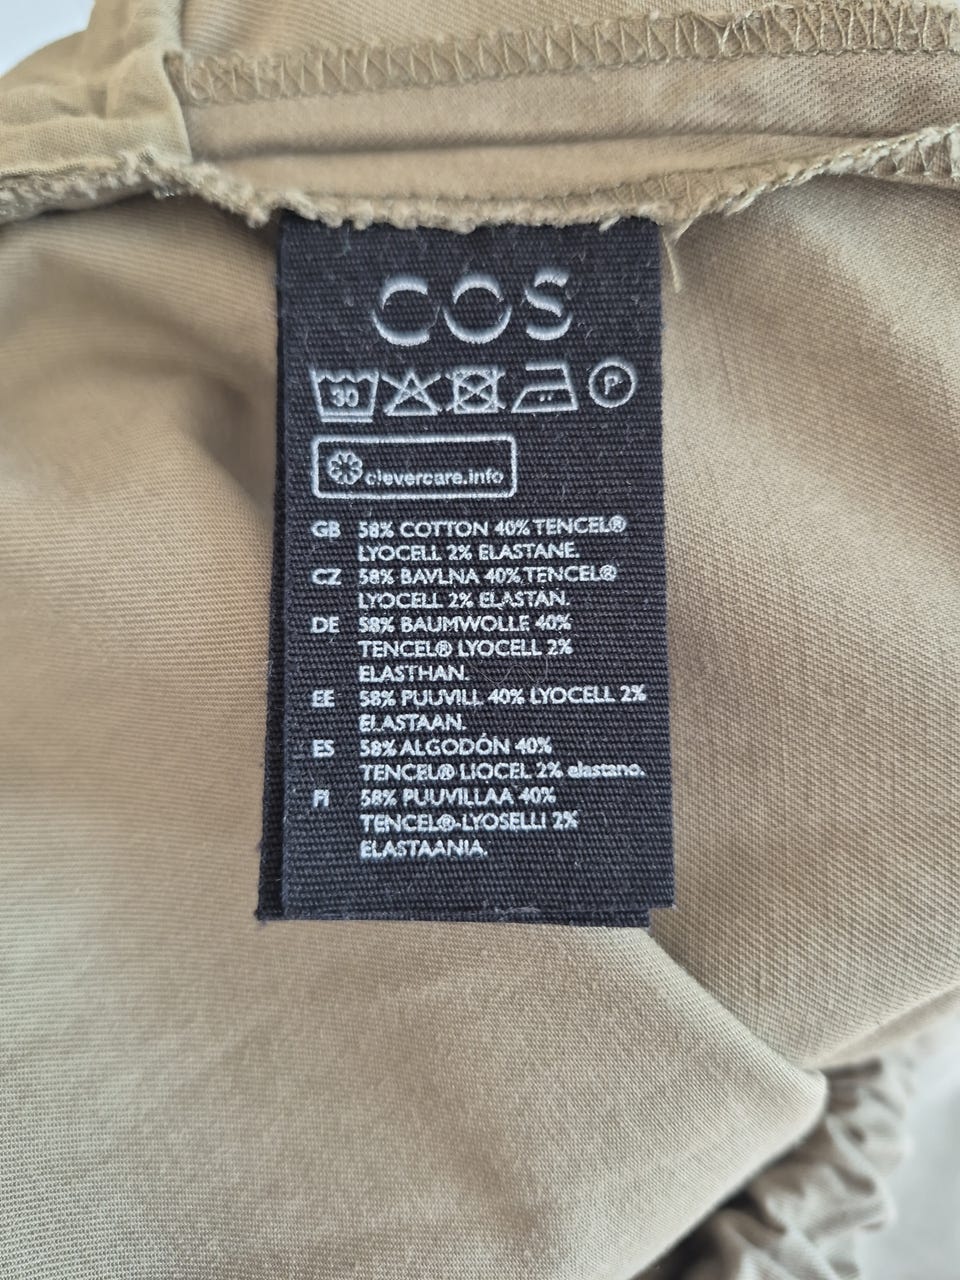 COS
30 P
clevercare.info
GB 58% COTTON 40% TENCEL®
LYOCELL 2% ELASTANE.
CZ 58% BAVLNA 40% TENCEL®
LYOCELL 2% ELASTAN.
DE 58% BAUMWOLLE 40%
TENCEL® LYOCELL 2%
ELASTHAN.
EE 58% PUUVILL 40% LYOCELL 2%
ELASTAAN.
ES 58% ALGODÓN 40%
TENCEL® LIOCEL 2% elastano.
FI 58% PUUVILLAA 40%
TENCEL®-LYOSELLI 2%
ELASTAANIA.